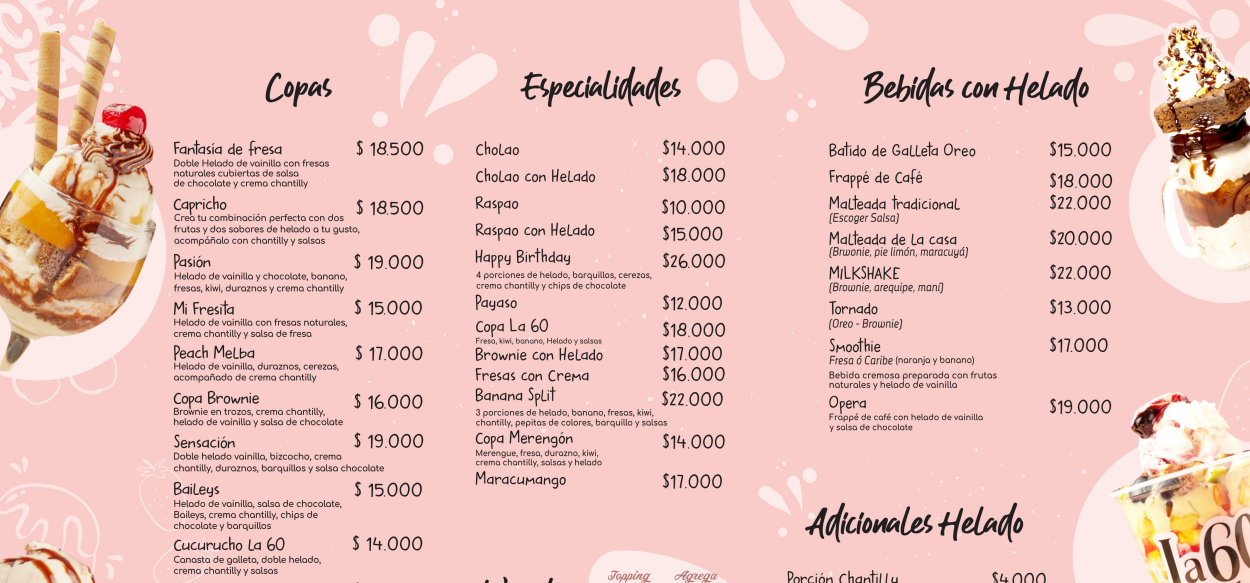 Copas
Fantasía de fresa $ 18.500
Doble Helado de vainilla con fresas
naturales cubiertas de salsa
de chocolate y crema chantilly
Capricho $ 18.500
Crea tu combinación perfecta con dos
frutas y dos sabores de helado a tu gusto,
acompáñalo con chantilly y salsas
Pasión $ 19.000
Helado de vainilla y chocolate, banano,
fresas, kiwi, duraznos y crema chantilly
Mi Fresita $ 15.000
Helado de vainilla con fresas naturales,
crema chantilly y salsa de fresa
Peach Melba $ 17.000
Helado de vainilla, duraznos, cerezas,
acompañado de crema chantilly
Copa Brownie $ 16.000
Brownie en trozos, crema chantilly,
helado de vainilla y salsa de chocolate
Sensación $ 19.000
Doble helado vainilla, bizcocho, crema
chantilly, duraznos, barquillos y salsa chocolate
Baileys $ 15.000
Helado de vainilla, salsa de chocolate,
Baileys, crema chantilly, chips de
chocolate y barquillos
Cucurucho La 60 $ 14.000
Canasta de galleta, doble helado,
crema chantilly y salsas
Especialidades
Cholao $14.000
Cholao con Helado $18.000
Raspao $10.000
Raspao con Helado $15.000
Happy Birthday $26.000
4 porciones de helado, barquillos, cerezas,
crema chantilly y chips de chocolate
Payaso $12.000
Copa La 60 $18.000
Fresa, kiwi, banano, Helado y salsas
Brownie con Helado $17.000
Fresas con Crema $16.000
Banana Split $22.000
3 porciones de helado, banano, fresas, kiwi,
chantilly, pepitas de colores, barquillo y salsas
Copa Merengón $14.000
Merengue, fresa, durazno, kiwi,
crema chantilly, salsas y helado
Maracumango $17.000
Topping Agrega
Bebidas con Helado
Batido de Galleta Oreo $15.000
Frappé de Café $18.000
Malteada tradicional $22.000
(Escoger Salsa)
Malteada de La casa $20.000
(Brwonie, pie limón, maracuyá)
MILKSHAKE $22.000
(Brownie, arequipe, maní)
Tornado $13.000
(Oreo - Brownie)
Smoothie $17.000
Fresa ó Caribe (naranja y banano)
Bebida cremosa preparada con frutas
naturales y helado de vainilla
Opera $19.000
Frappé de café con helado de vainilla
y salsa de chocolate
Adicionales Helado
Porción Chantilly $4.000
la60